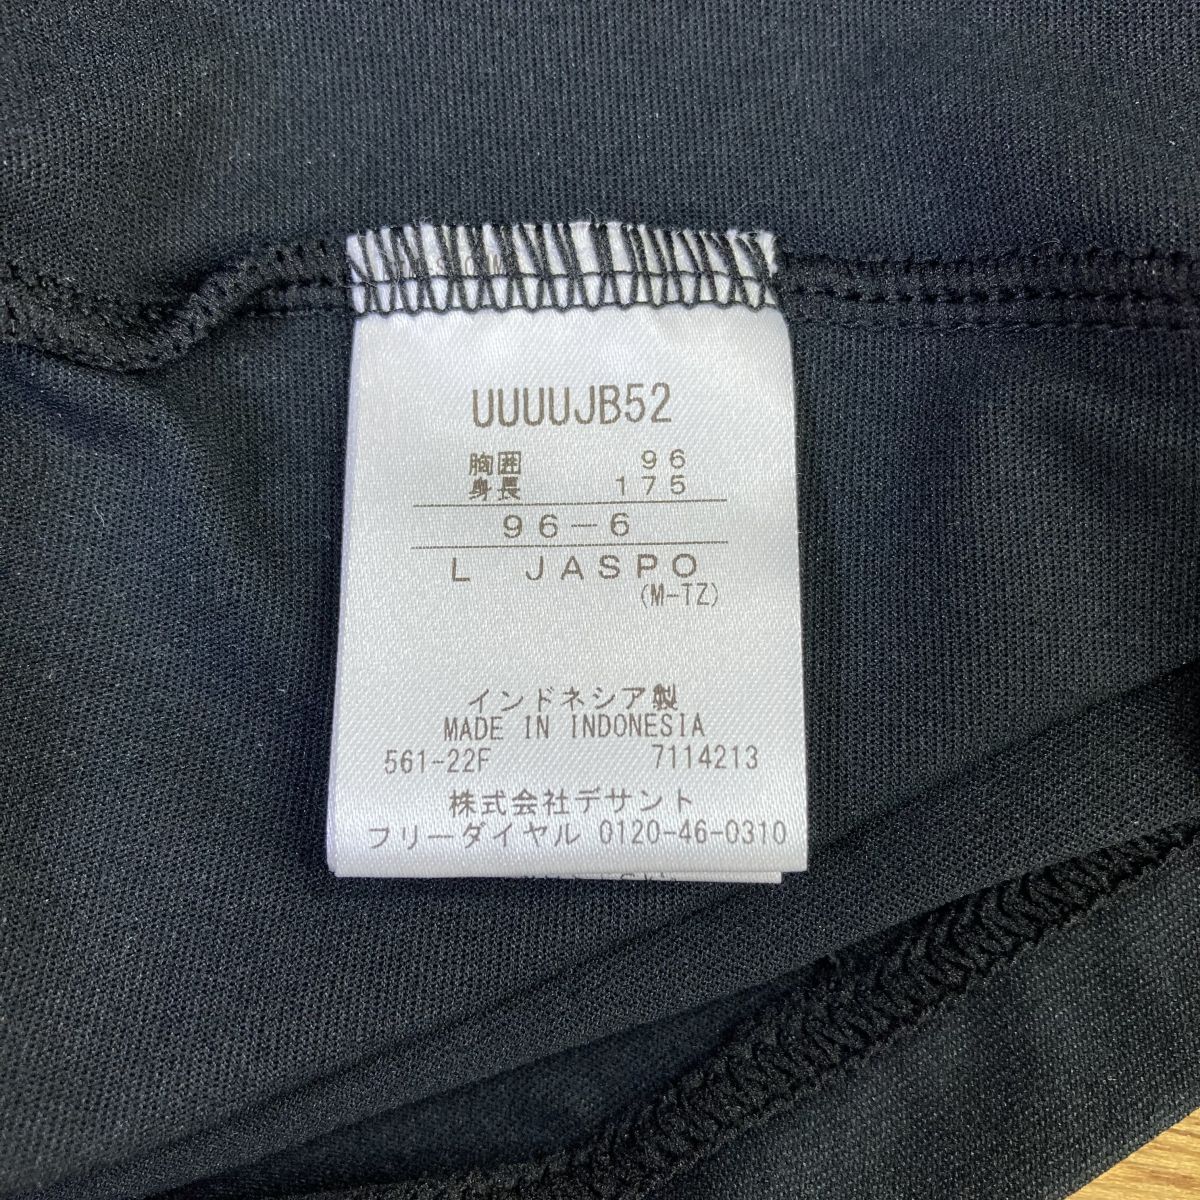 UUUUJB52
胸囲 96
身長 175
96-6
L JASPO
(M-TZ)
インドネシア製
MADE IN INDONESIA
561-22F 7114213
株式会社デサント
フリーダイヤル 0120-46-0310